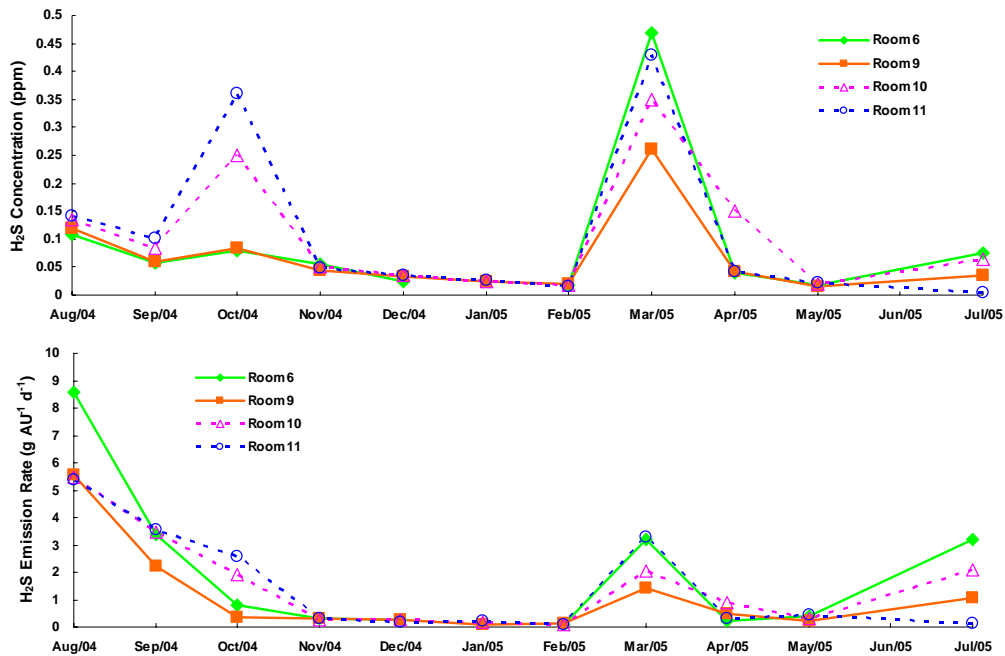 0.5
0.45
0.4
0.35
0.3
0.25
0.2
0.15
0.1
0.05
0
H₂S Concentration (ppm)
Room 6
Room 9
Room 10
Room 11
Aug/04 Sep/04 Oct/04 Nov/04 Dec/04 Jan/05 Feb/05 Mar/05 Apr/05 May/05 Jun/05 Jul/05
10
9
8
7
6
5
4
3
2
1
0
H₂S Emission Rate (g AU⁻¹ d⁻¹)
Room 6
Room 9
Room 10
Room 11
Aug/04 Sep/04 Oct/04 Nov/04 Dec/04 Jan/05 Feb/05 Mar/05 Apr/05 May/05 Jun/05 Jul/05